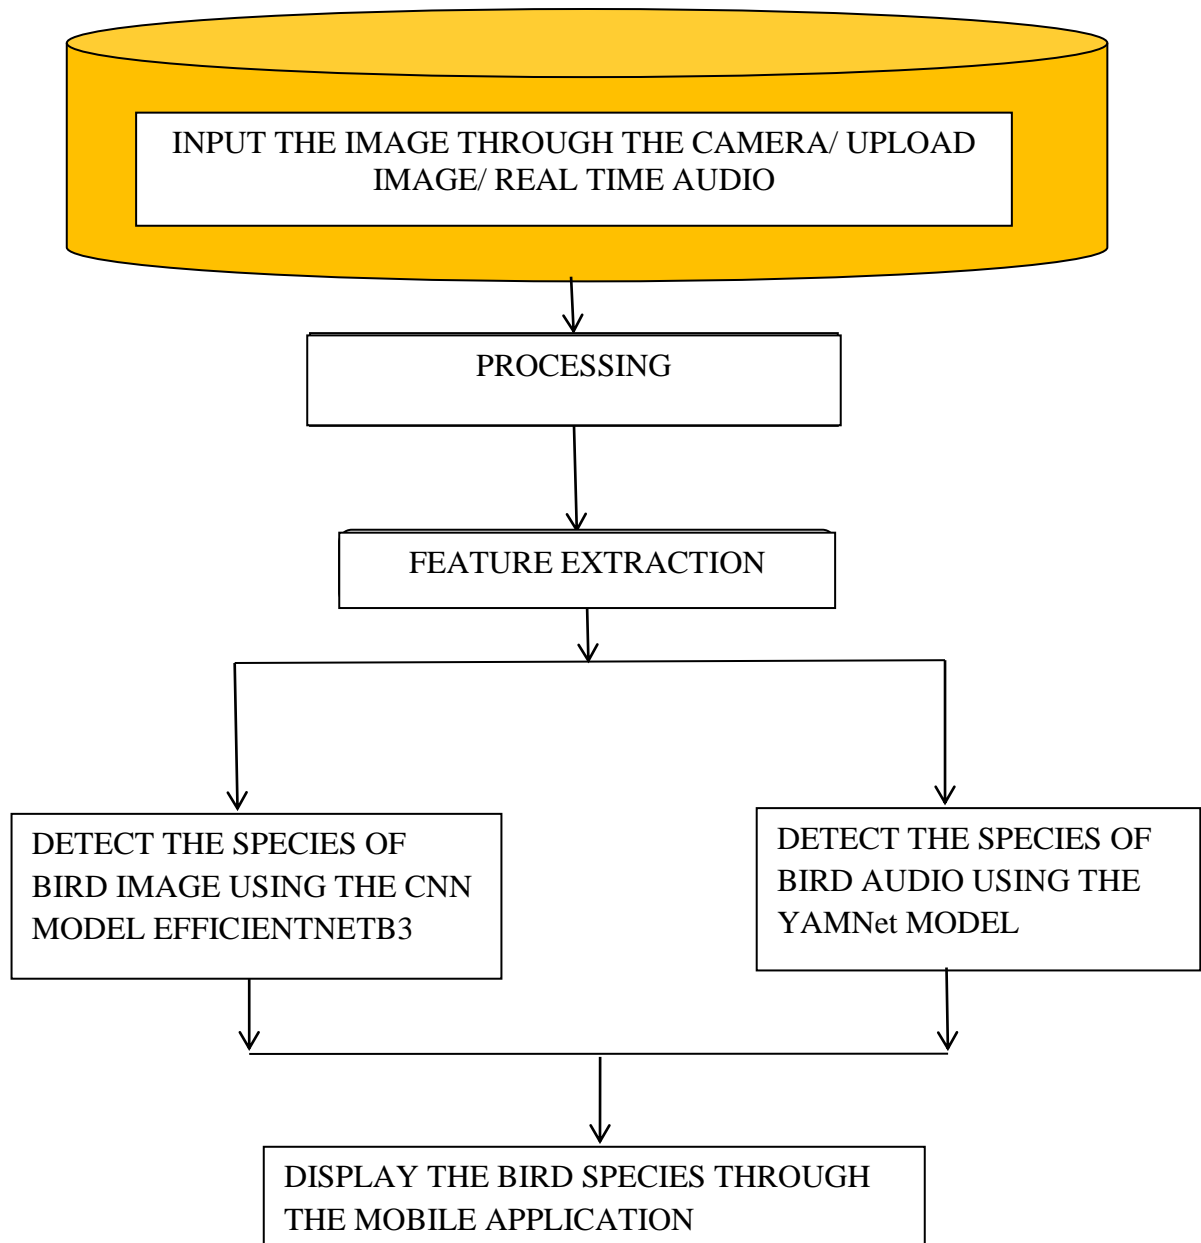 INPUT THE IMAGE THROUGH THE CAMERA/ UPLOAD
IMAGE/ REAL TIME AUDIO
PROCESSING
FEATURE EXTRACTION
DETECT THE SPECIES OF
BIRD IMAGE USING THE CNN
MODEL EFFICIENTNETB3
DETECT THE SPECIES OF
BIRD AUDIO USING THE
YAMNet MODEL
DISPLAY THE BIRD SPECIES THROUGH
THE MOBILE APPLICATION